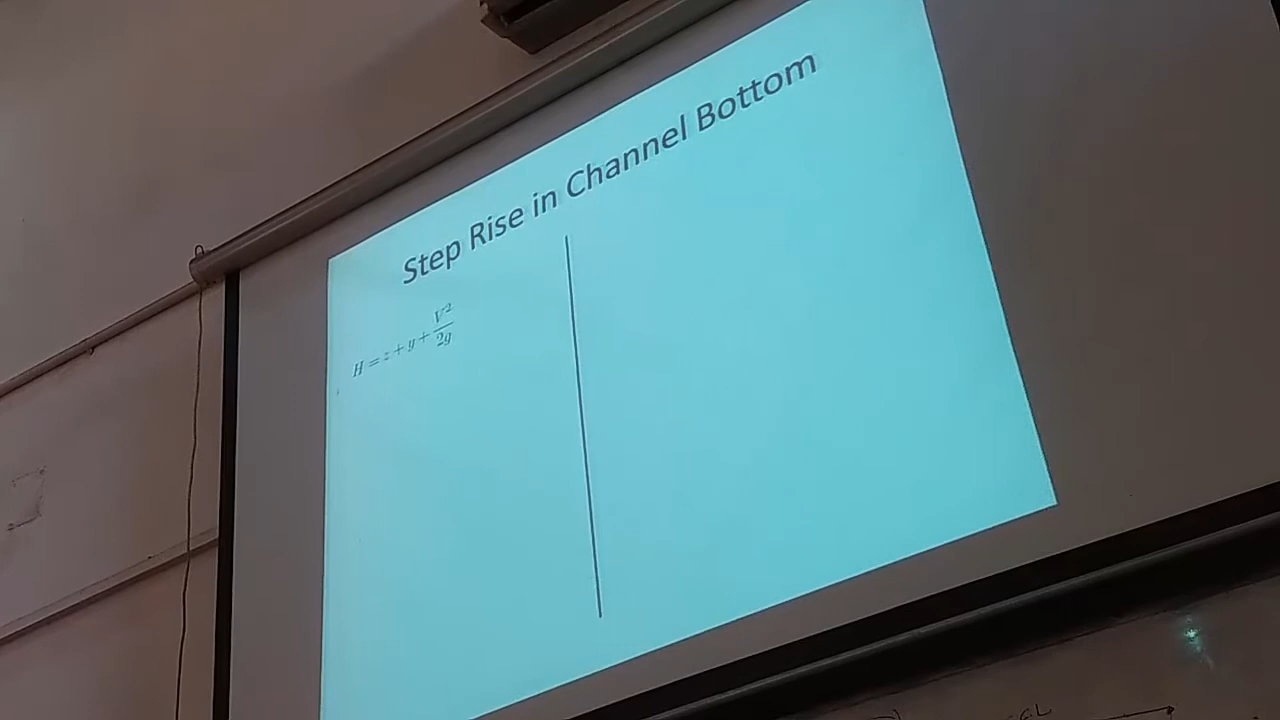 Step Rise in Channel Bottom
H = z + y + V²/2g